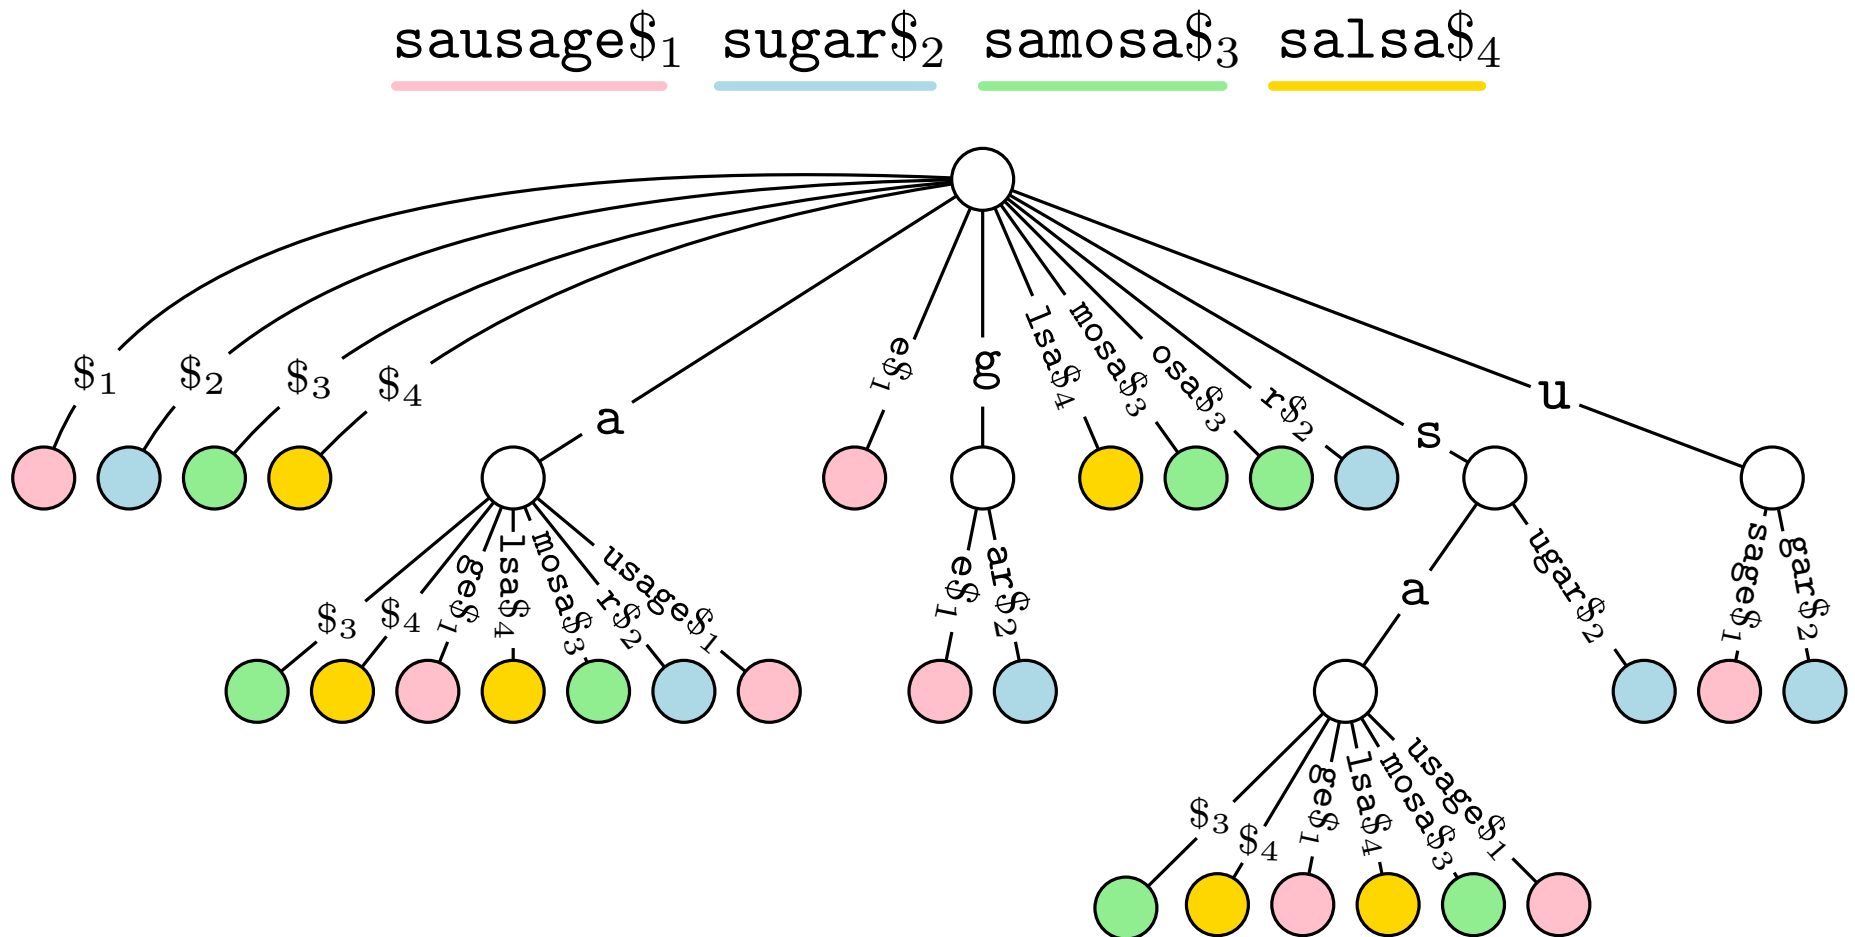 sausage$1 sugar$2 samosa$3 salsa$4
$1 $2 $3 $4 a e$1 g lsa$4 mosa$3 osa$3 r$2 s u
$3 $4 ge$1 lsa$4 mosa$3 r$2 usage$1
e$1 ar$2
a ugar$2
sage$1 gar$2
$3 $4 ge$1 lsa$4 mosa$3 usage$1